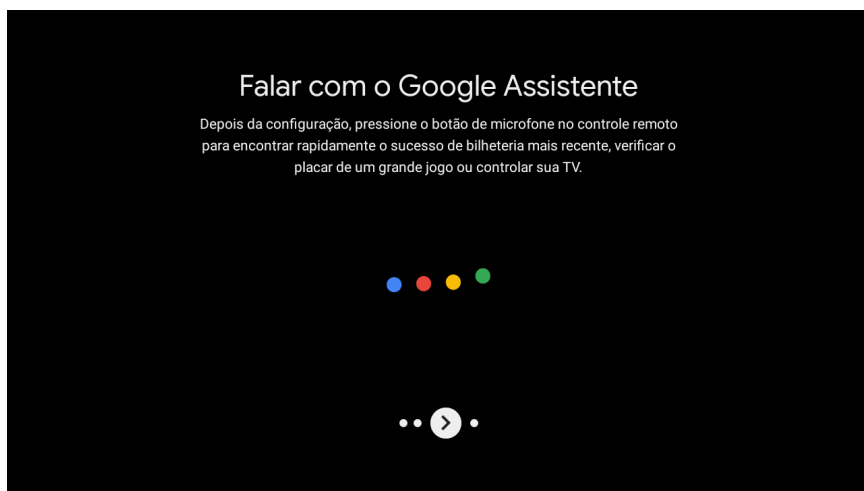 Falar com o Google Assistente
Depois da configuração, pressione o botão de microfone no controle remoto
para encontrar rapidamente o sucesso de bilheteria mais recente, verificar o
placar de um grande jogo ou controlar sua TV.